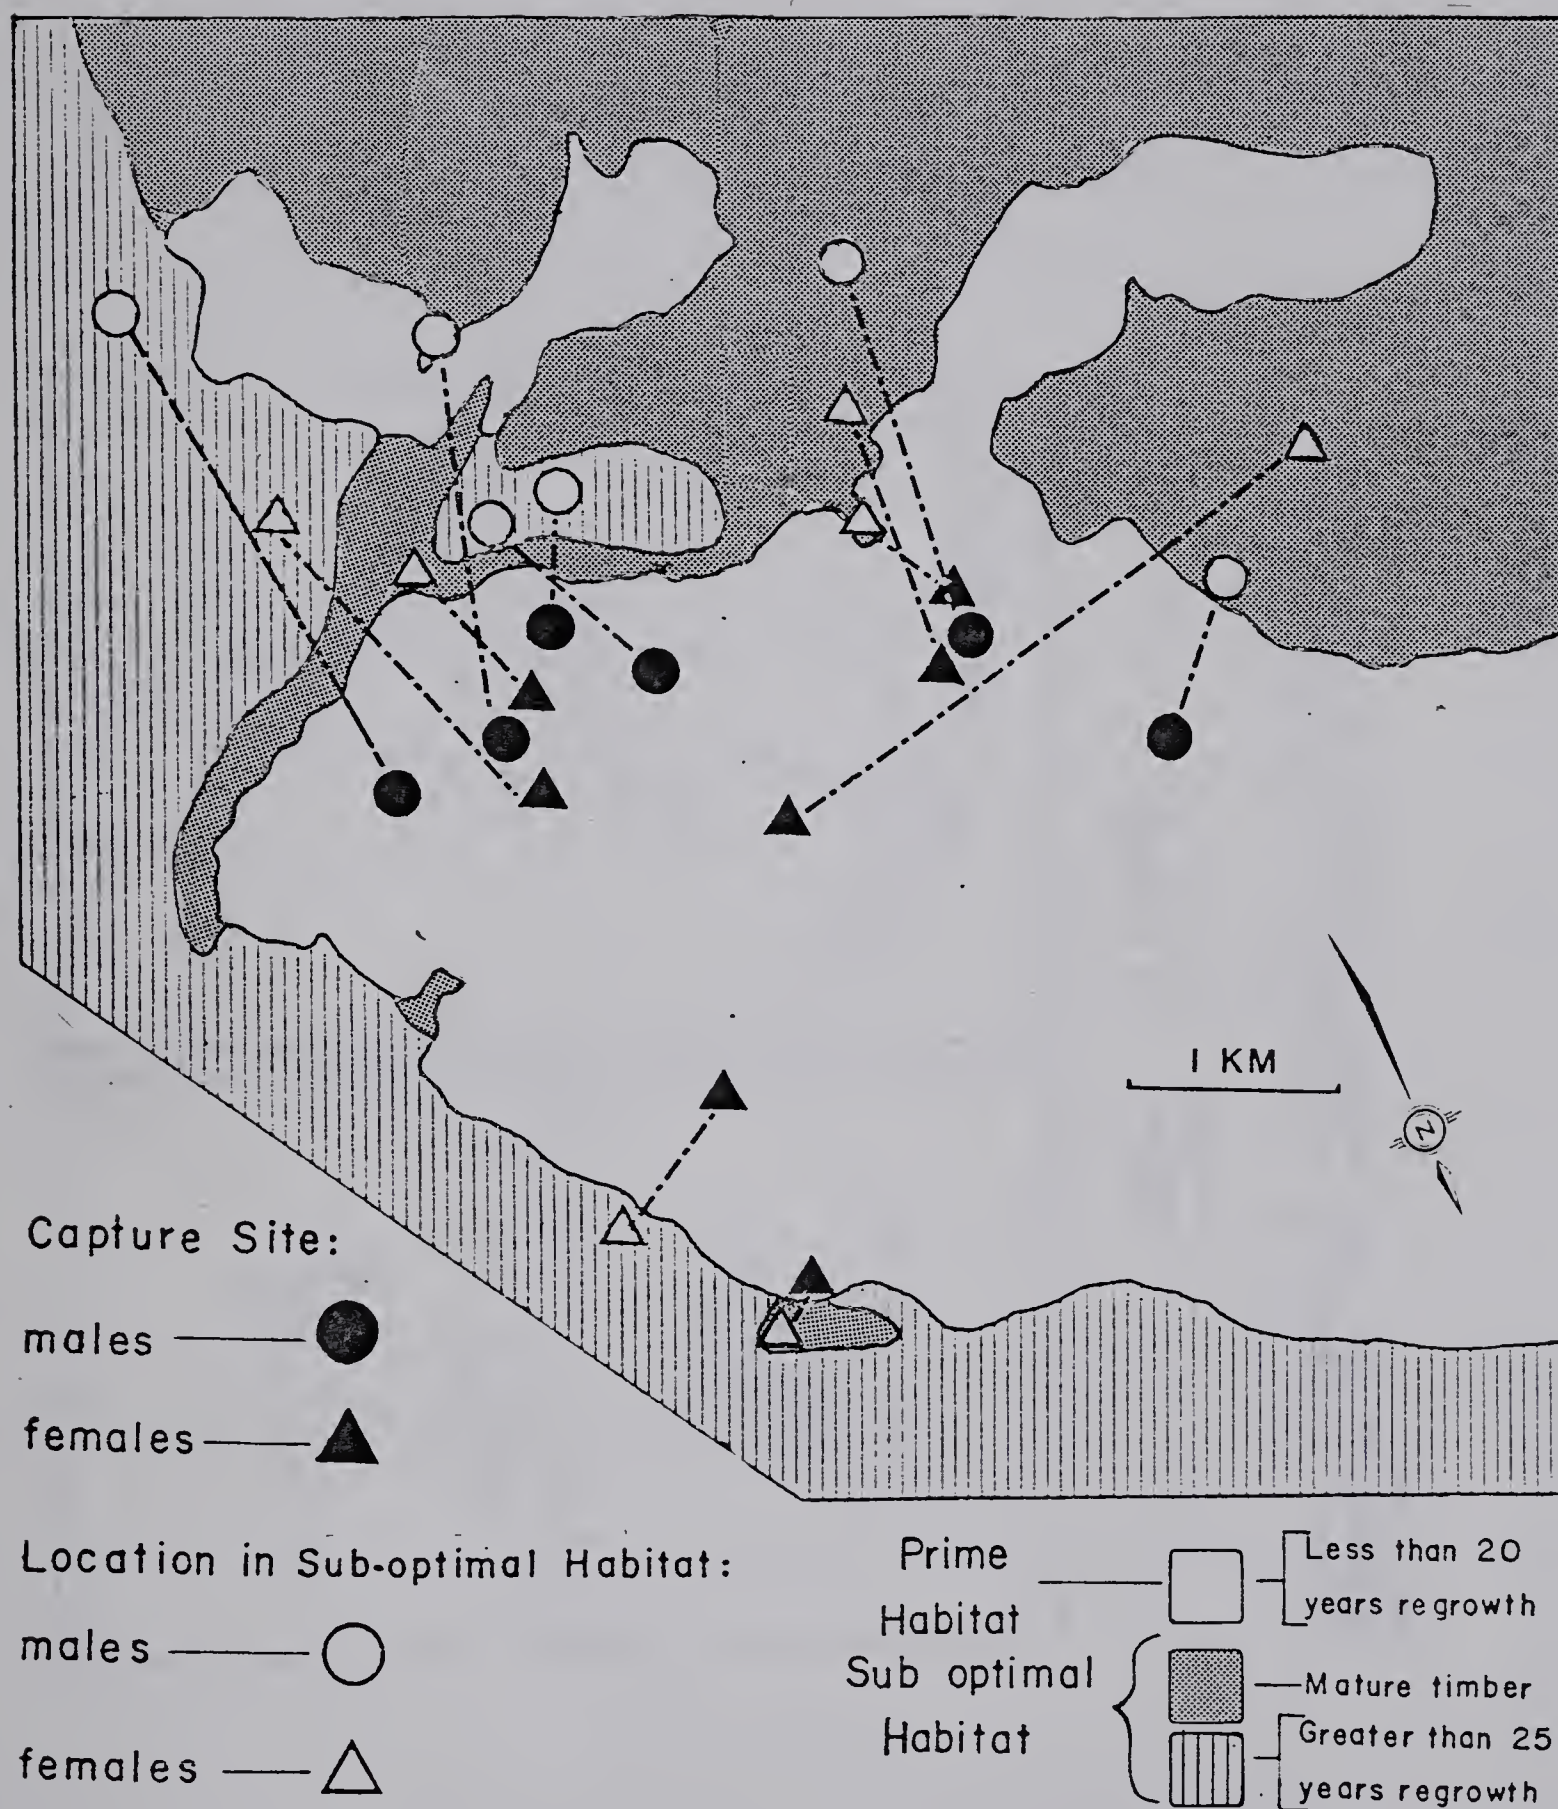 1 KM
N
Capture Site:
males
females
Location in Sub-optimal Habitat:
males
females
Prime
Habitat
Less than 20
years regrowth
Sub optimal
Habitat
Mature timber
Greater than 25
years regrowth